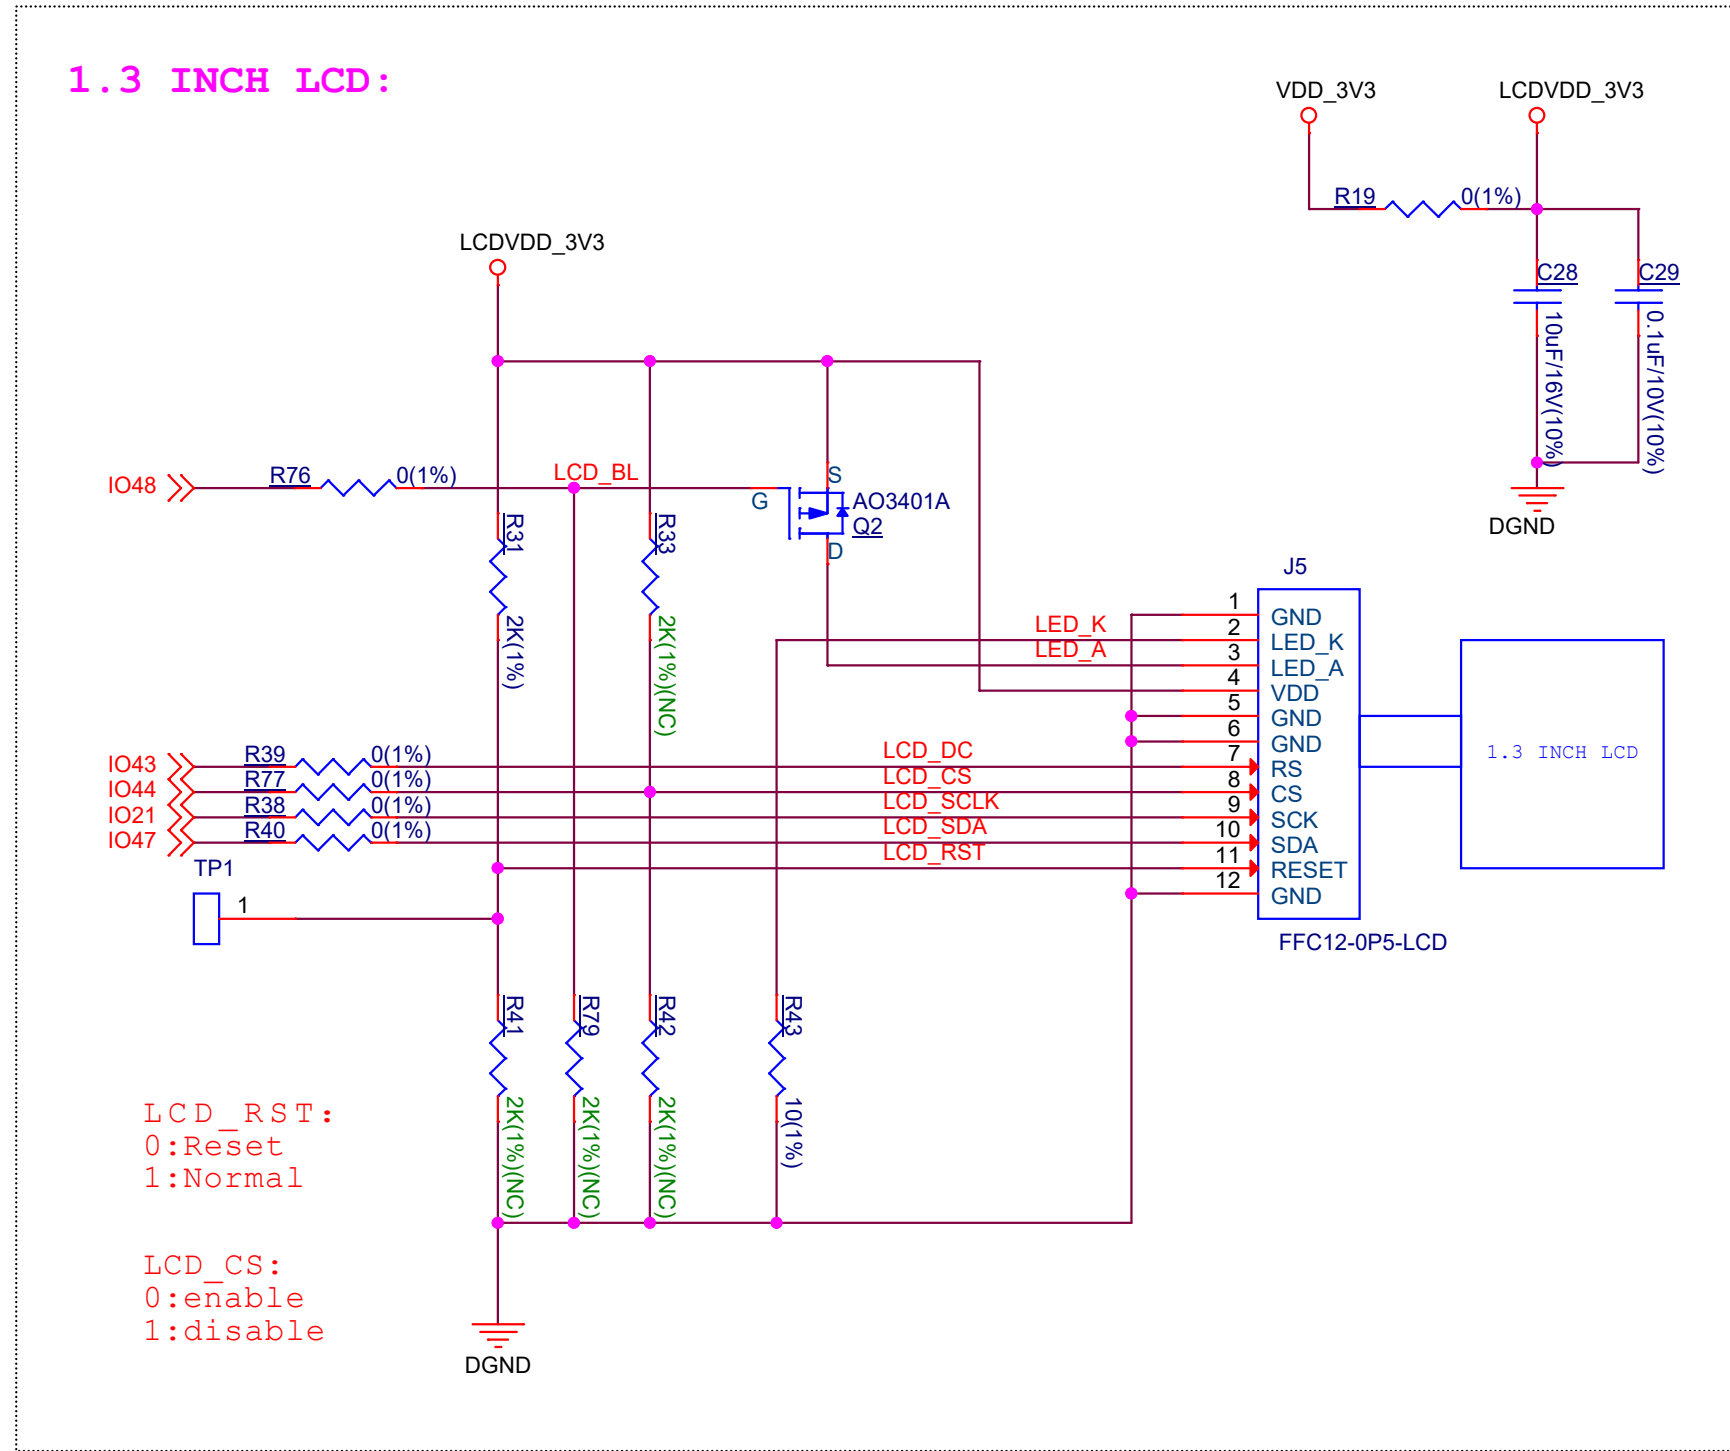 1.3 INCH LCD:
VDD_3V3
LCDVDD_3V3
R19
0(1%)
C28
C29
10uF/16V(10%)
0.1uF/10V(10%)
DGND
LCDVDD_3V3
IO48
R76
0(1%)
LCD_BL
S
G
AO3401A
Q2
D
R31
2K(1%)
R33
2K(1%)(NC)
J5
1
GND
LED_K
2
LED_K
LED_A
3
LED_A
4
VDD
5
GND
6
GND
IO43
R39
0(1%)
LCD_DC
7
RS
IO44
R77
0(1%)
LCD_CS
8
CS
IO21
R38
0(1%)
LCD_SCLK
9
SCK
IO47
R40
0(1%)
LCD_SDA
10
SDA
LCD_RST
11
RESET
12
GND
1.3 INCH LCD
FFC12-0P5-LCD
TP1
1
R41
2K(1%)(NC)
R79
2K(1%)(NC)
R42
2K(1%)(NC)
R43
10(1%)
LCD_RST:
0:Reset
1:Normal
LCD_CS:
0:enable
1:disable
DGND